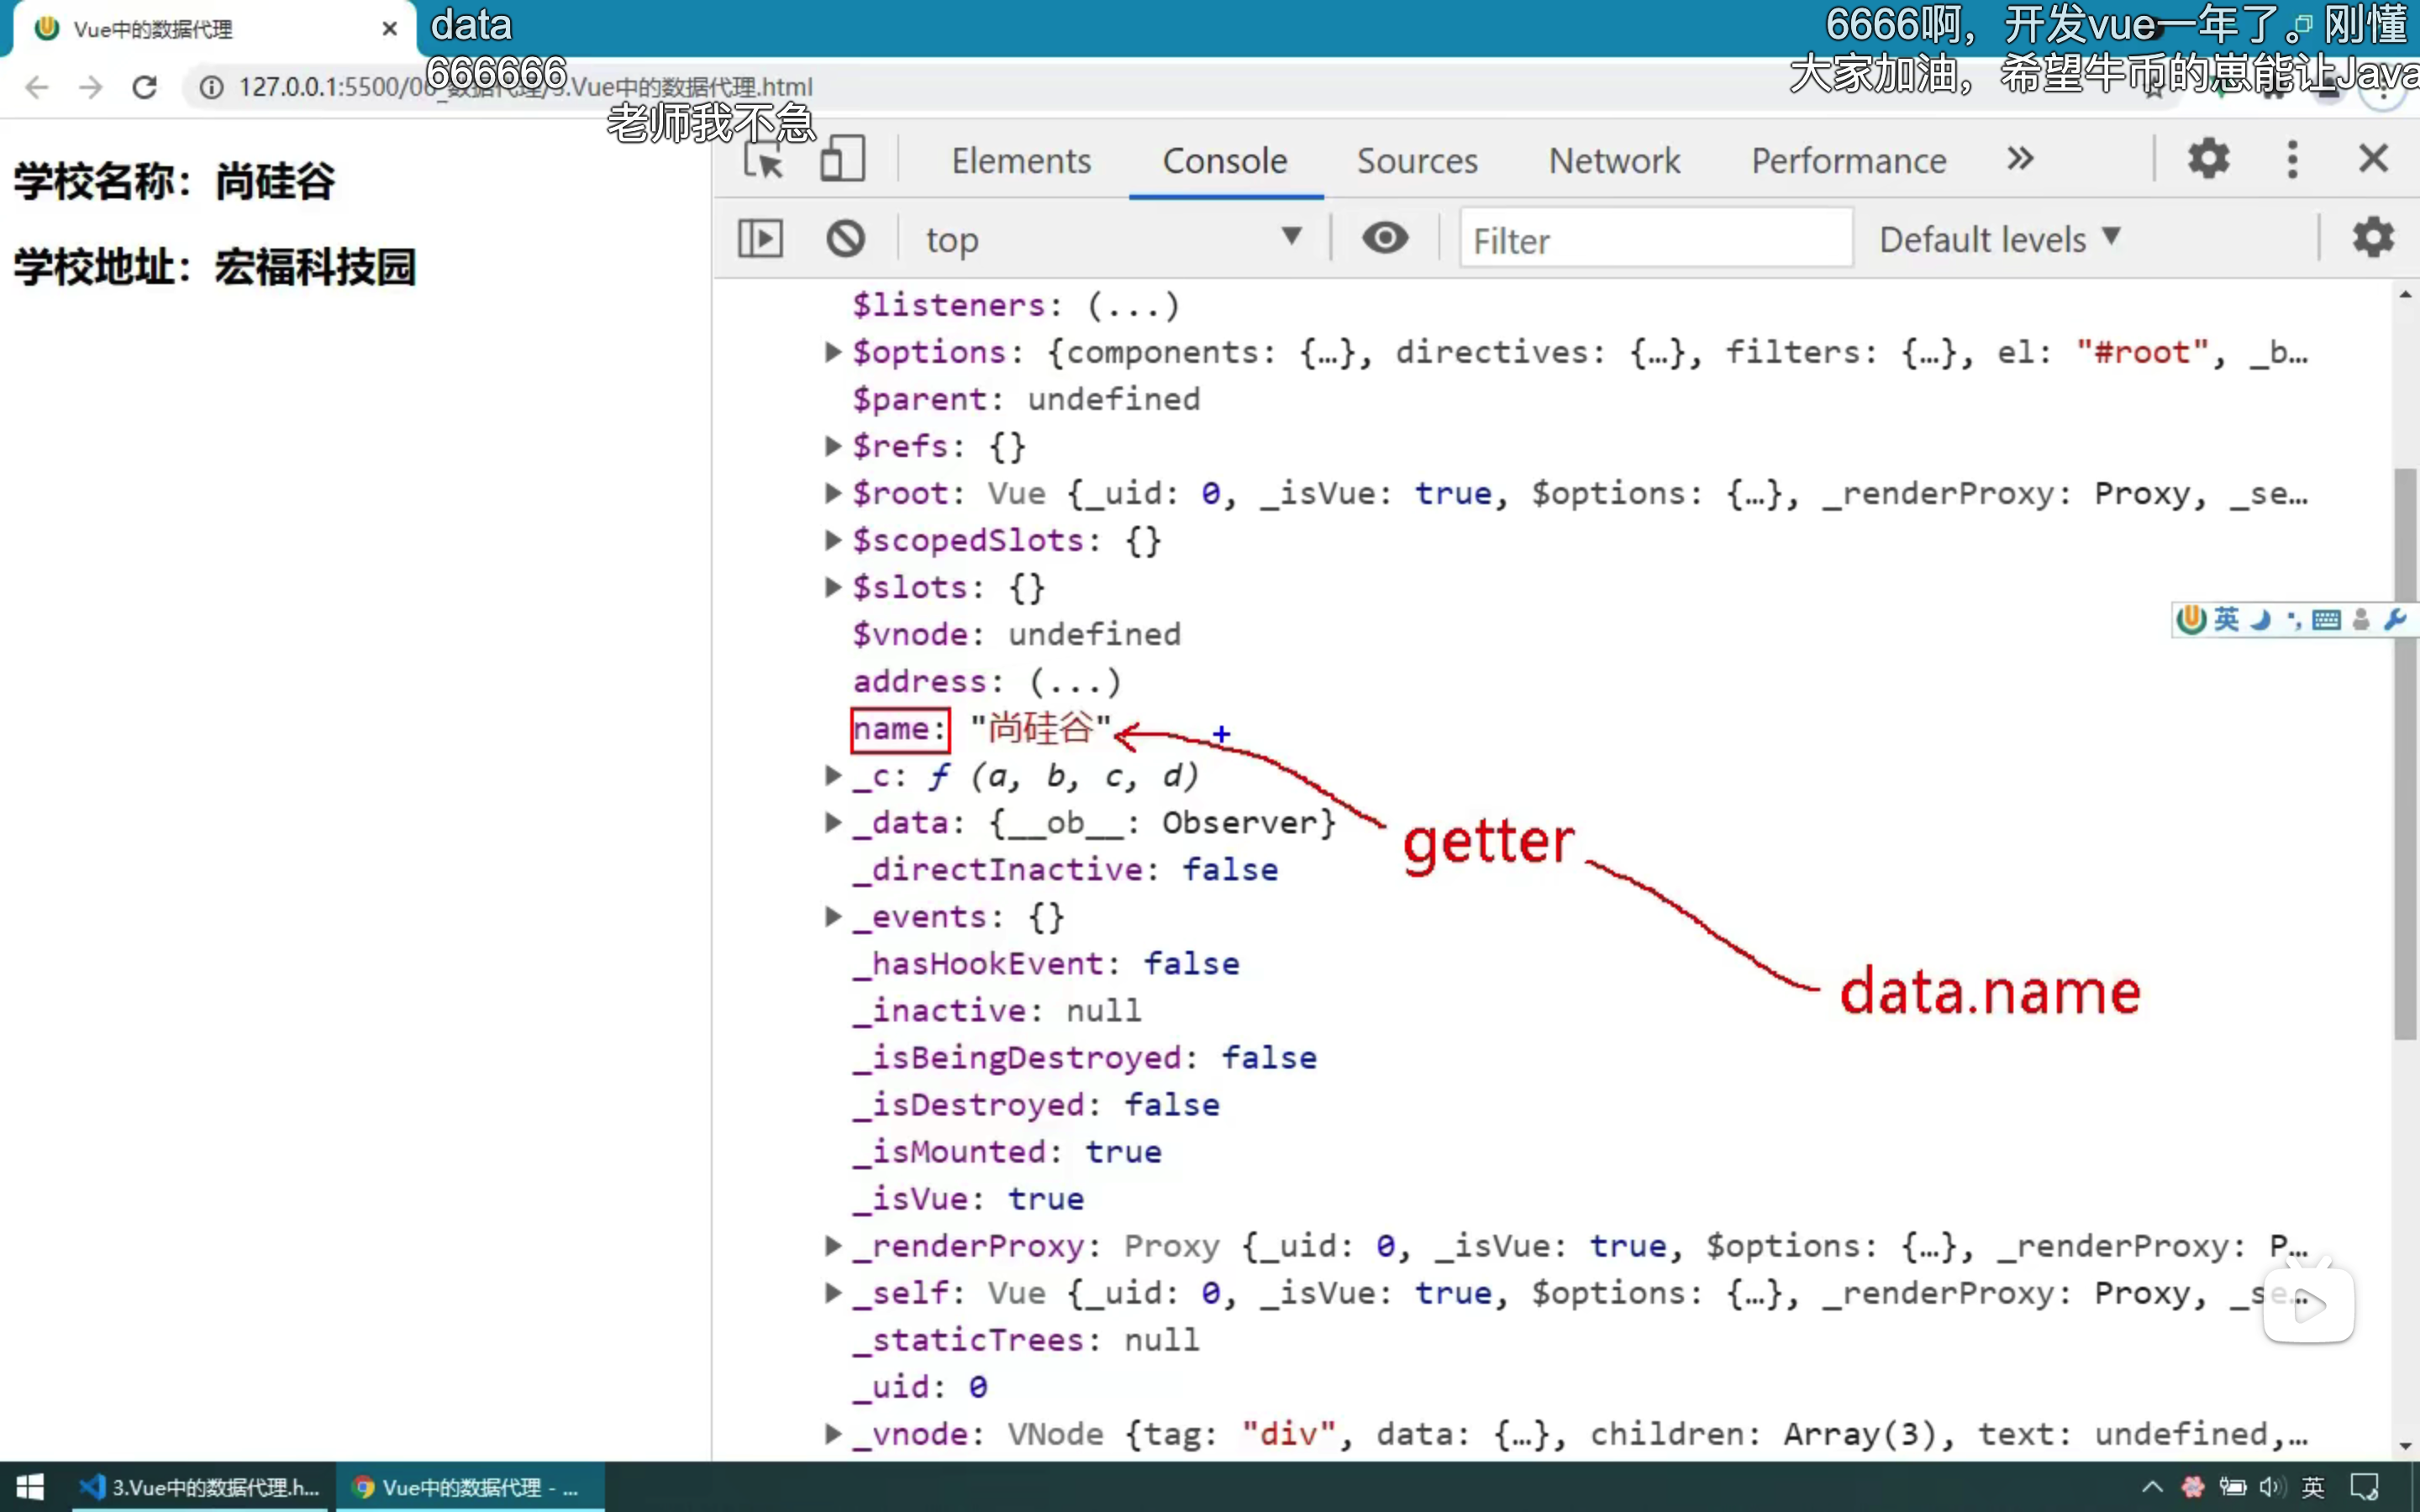 Vue中的数据代理
data
6666啊，开发vue一年了。刚懂
666666
大家加油，希望牛币的崽能让Java
127.0.0.1:5500/06_数据代理/3.Vue中的数据代理.html
老师我不急
学校名称：尚硅谷
学校地址：宏福科技园
Elements Console Sources Network Performance
top Filter Default levels
$listeners: (...)
$options: {components: {…}, directives: {…}, filters: {…}, el: "#root", _b…
$parent: undefined
$refs: {}
$root: Vue {_uid: 0, _isVue: true, $options: {…}, _renderProxy: Proxy, _se…
$scopedSlots: {}
$slots: {}
$vnode: undefined
英
address: (...)
name: "尚硅谷"
_c: ƒ (a, b, c, d)
_data: {__ob__: Observer}
getter
_directInactive: false
_events: {}
_hasHookEvent: false
data.name
_inactive: null
_isBeingDestroyed: false
_isDestroyed: false
_isMounted: true
_isVue: true
_renderProxy: Proxy {_uid: 0, _isVue: true, $options: {…}, _renderProxy: P…
_self: Vue {_uid: 0, _isVue: true, $options: {…}, _renderProxy: Proxy, _se…
_staticTrees: null
_uid: 0
_vnode: VNode {tag: "div", data: {…}, children: Array(3), text: undefined,…
3.Vue中的数据代理.h...
Vue中的数据代理 - ...
英